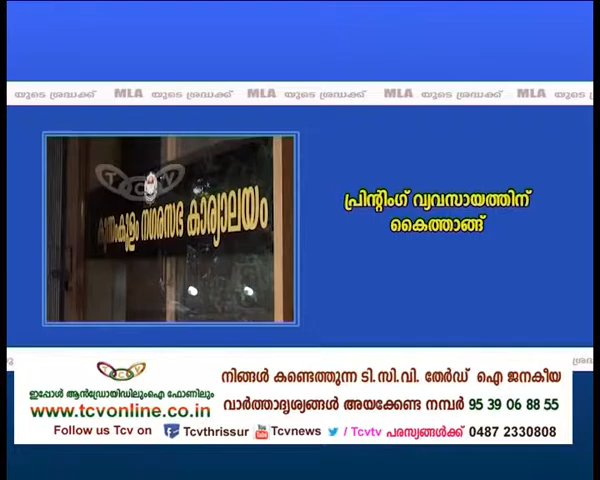 യുടെ ശ്രദ്ധക്ക് MLA യുടെ ശ്രദ്ധക്ക് MLA യുടെ ശ്രദ്ധക്ക് MLA യുടെ ശ്രദ്ധക്ക് MLA യുടെ
TCV
കുന്നംകുളം നഗരസഭ കാര്യാലയം
പ്രിന്റിംഗ് വ്യവസായത്തിന്
കൈത്താങ്ങ്
TCV
ഇപ്പോൾ ആൻഡ്രോയിഡിലും ഐ ഫോണിലും
www.tcvonline.co.in
നിങ്ങൾ കണ്ടെത്തുന്ന ടി.സി.വി. തേർഡ് ഐ ജനകീയ
വാർത്താദൃശ്യങ്ങൾ അയക്കേണ്ട നമ്പർ 95 39 06 88 55
Follow us Tcv on f Tcvthrissur You Tube Tcvnews / Tcvtv പരസ്യങ്ങൾക്ക് 0487 2330808